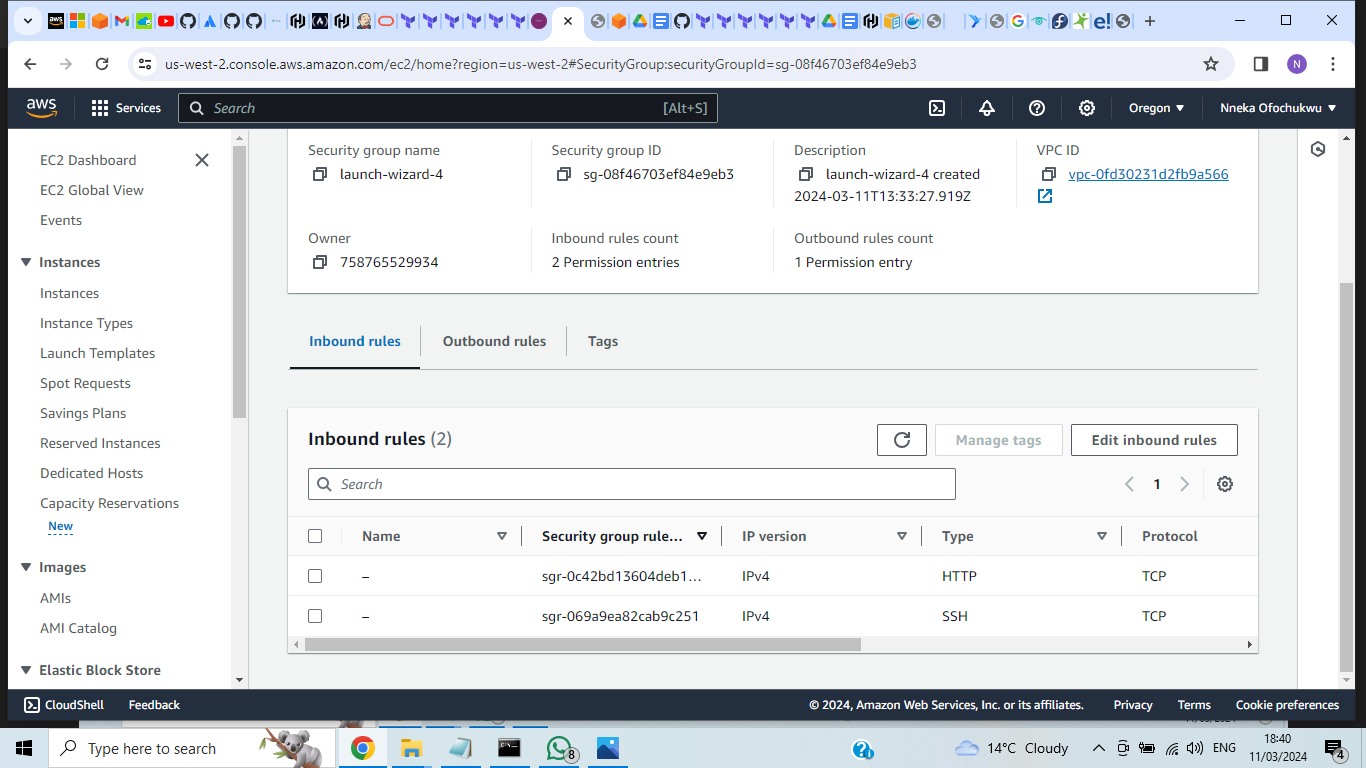 us-west-2.console.aws.amazon.com/ec2/home?region=us-west-2#SecurityGroup:securityGroupId=sg-08f46703ef84e9eb3
N
aws
Services
Search
[Alt+S]
Oregon
Nneka Ofochukwu
EC2 Dashboard
EC2 Global View
Events
Instances
Instances
Instance Types
Launch Templates
Spot Requests
Savings Plans
Reserved Instances
Dedicated Hosts
Capacity Reservations
New
Images
AMIs
AMI Catalog
Elastic Block Store
Security group name
launch-wizard-4
Security group ID
sg-08f46703ef84e9eb3
Description
launch-wizard-4 created
2024-03-11T13:33:27.919Z
VPC ID
vpc-0fd30231d2fb9a566
Owner
758765529934
Inbound rules count
2 Permission entries
Outbound rules count
1 Permission entry
Inbound rules
Outbound rules
Tags
Inbound rules (2)
Manage tags
Edit inbound rules
Search
1
Name
Security group rule...
IP version
Type
Protocol
– sgr-0c42bd13604deb1... IPv4 HTTP TCP
– sgr-069a9ea82cab9c251 IPv4 SSH TCP
CloudShell
Feedback
© 2024, Amazon Web Services, Inc. or its affiliates.
Privacy
Terms
Cookie preferences
Type here to search
8
14°C Cloudy
ENG
18:40
11/03/2024
4